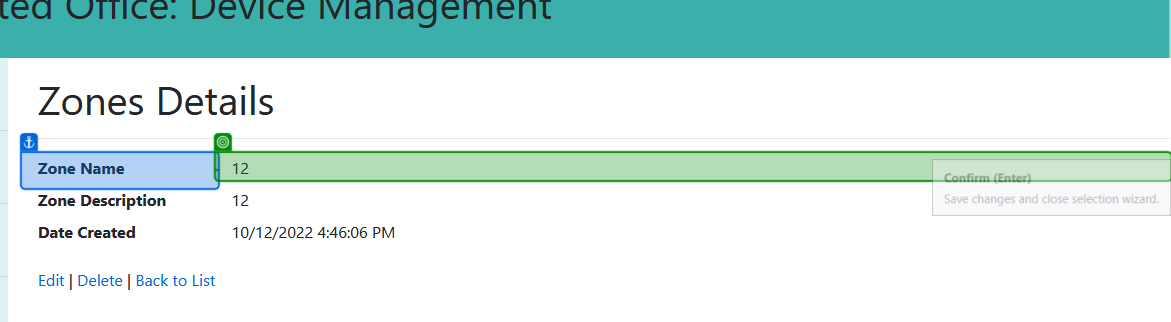 ted Office: Device Management
Zones Details
Zone Name 12
Confirm (Enter)
Save changes and close selection wizard.
Zone Description 12
Date Created 10/12/2022 4:46:06 PM
Edit | Delete | Back to List